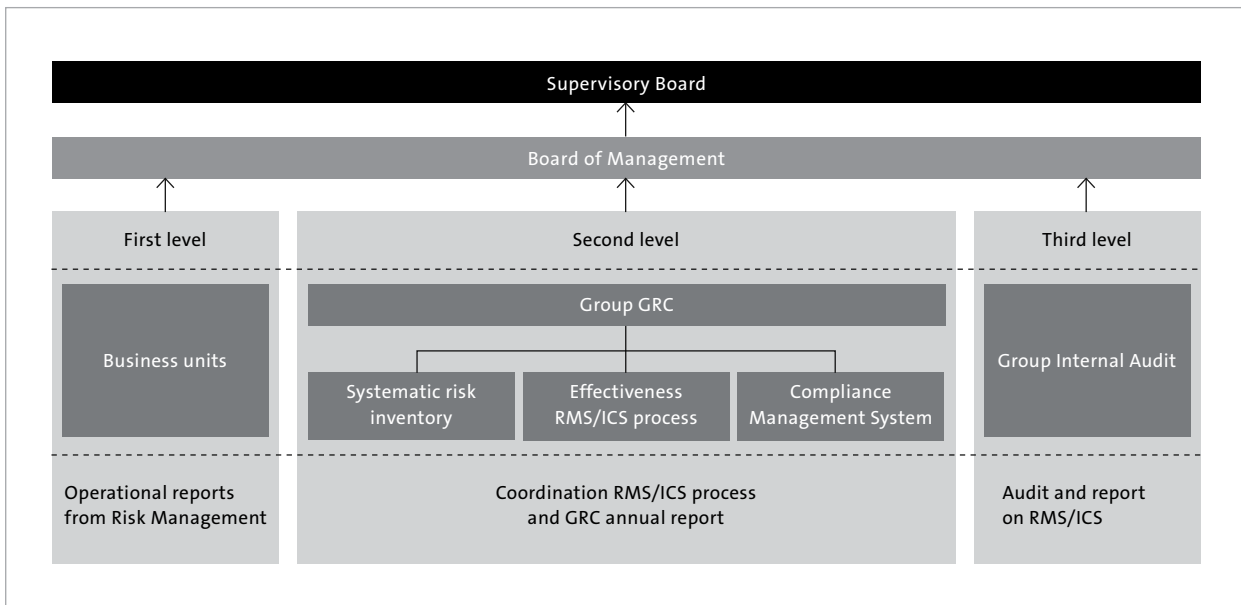 Supervisory Board
Board of Management
First level
Second level
Third level
Group GRC
Business units
Systematic risk
inventory
Effectiveness
RMS/ICS process
Compliance
Management System
Group Internal Audit
Operational reports
from Risk Management
Coordination RMS/ICS process
and GRC annual report
Audit and report
on RMS/ICS